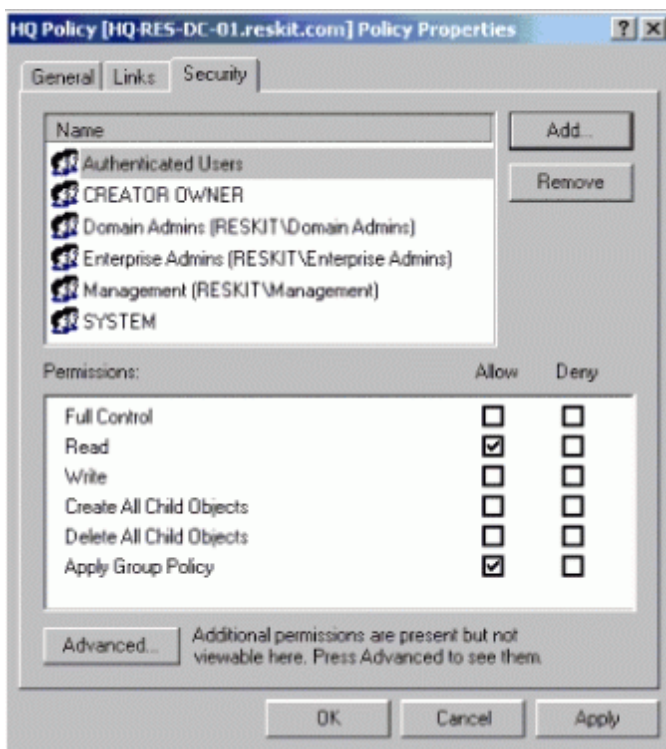 HQ Policy [HQ-RES-DC-01.reskit.com] Policy Properties
General Links Security
Name
Add...
Authenticated Users
Remove
CREATOR OWNER
Domain Admins (RESKIT\Domain Admins)
Enterprise Admins (RESKIT\Enterprise Admins)
Management (RESKIT\Management)
SYSTEM
Permissions: Allow Deny
Full Control
Read
Write
Create All Child Objects
Delete All Child Objects
Apply Group Policy
Advanced...
Additional permissions are present but not
viewable here. Press Advanced to see them.
OK Cancel Apply